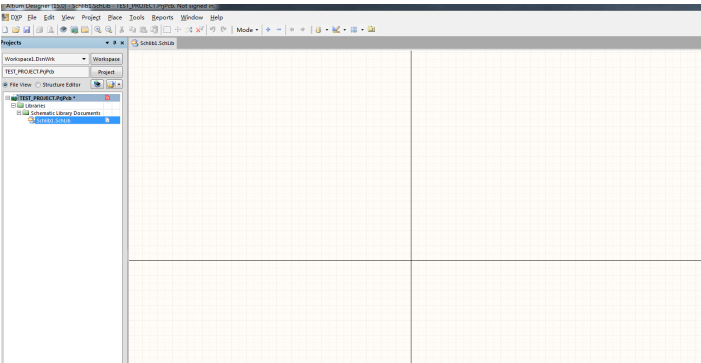 Altium Designer (15.0) - Schlib1.SchLib - TEST_PROJECT.PrjPcb. Not signed in.
DXP File Edit View Project Place Tools Reports Window Help
Mode
Projects
Schlib1.SchLib
Workspace1.DsnWrk Workspace
TEST_PROJECT.PrjPcb Project
File View Structure Editor
TEST_PROJECT.PrjPcb *
Libraries
Schematic Library Documents
Schlib1.SchLib